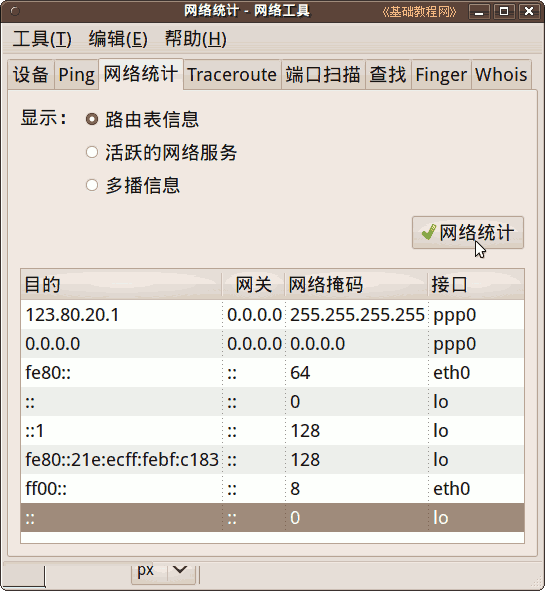 网络统计 - 网络工具 《基础教程网》
工具(T) 编辑(E) 帮助(H)
设备 Ping 网络统计 Traceroute 端口扫描 查找 Finger Whois
显示: 路由表信息
活跃的网络服务
多播信息
网络统计
目的 网关 网络掩码 接口
123.80.20.1 0.0.0.0 255.255.255.255 ppp0
0.0.0.0 0.0.0.0 0.0.0.0 ppp0
fe80:: :: 64 eth0
:: :: 0 lo
::1 :: 128 lo
fe80::21e:ecff:febf:c183 :: 128 lo
ff00:: :: 8 eth0
:: :: 0 lo
px